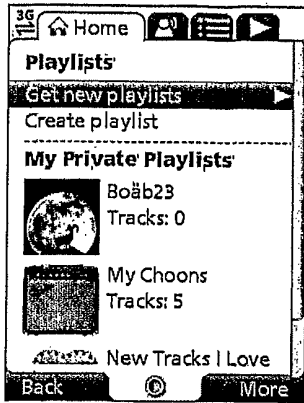 3G
Home
Playlists
Get new playlists
Create playlist
My Private Playlists
Boäb23
Tracks: 0
My Choons
Tracks: 5
New Tracks I Love
Back
More